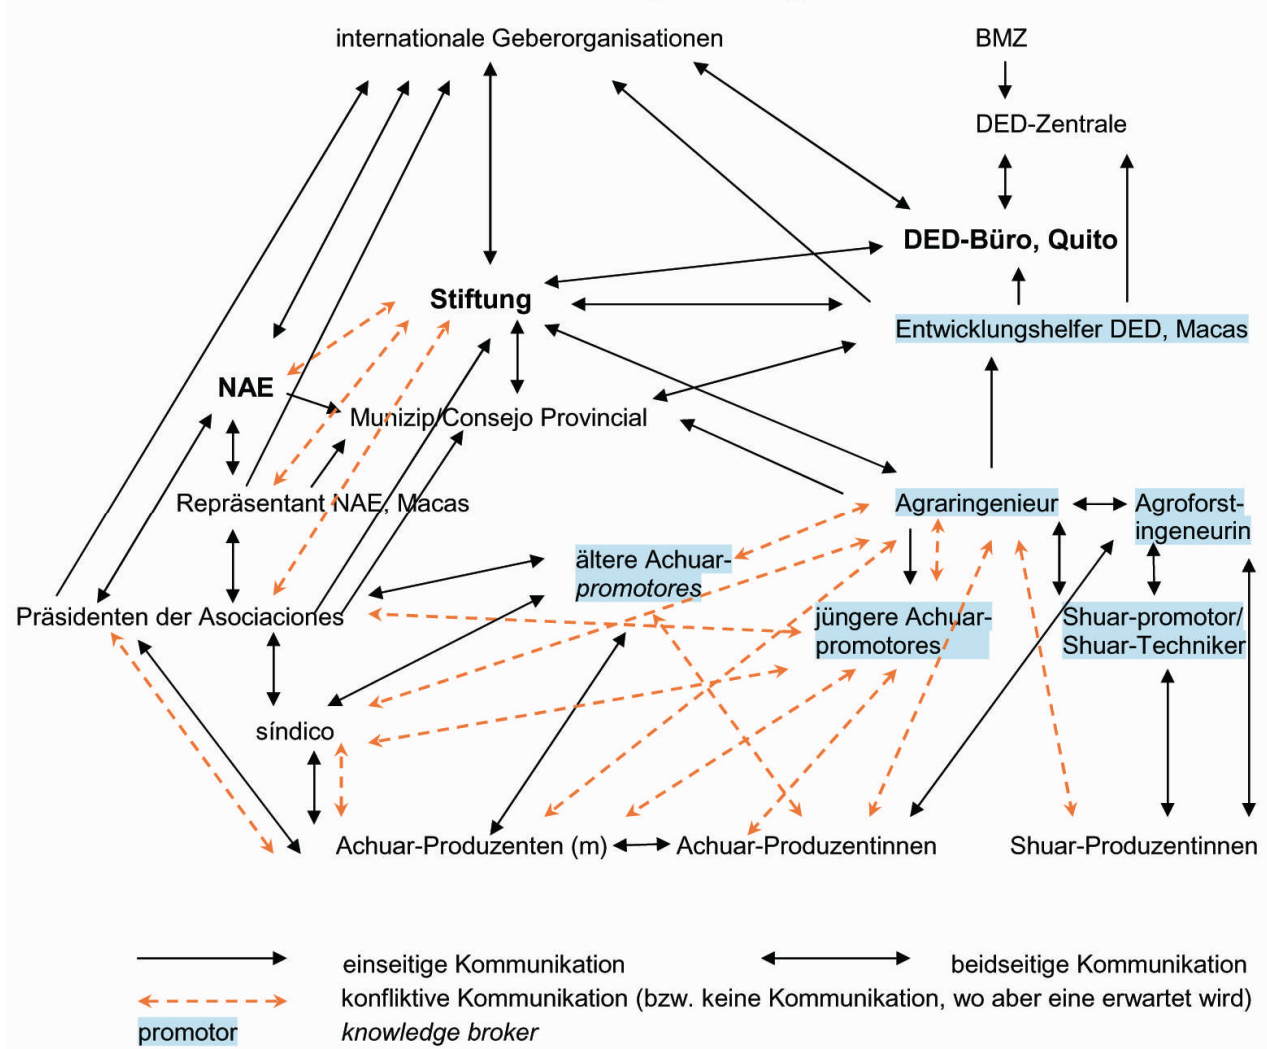 internationale Geberorganisationen
BMZ
DED-Zentrale
DED-Büro, Quito
Stiftung
Entwicklungshelfer DED, Macas
NAE
Munizip/Consejo Provincial
Repräsentant NAE, Macas
Agraringenieur
Agroforst-
ingeneurin
ältere Achuar-
promotores
Präsidenten der Asociaciones
jüngere Achuar-
promotores
Shuar-promotor/
Shuar-Techniker
síndico
Achuar-Produzenten (m)
Achuar-Produzentinnen
Shuar-Produzentinnen
einseitige Kommunikation
beidseitige Kommunikation
konfliktive Kommunikation (bzw. keine Kommunikation, wo aber eine erwartet wird)
promotor
knowledge broker